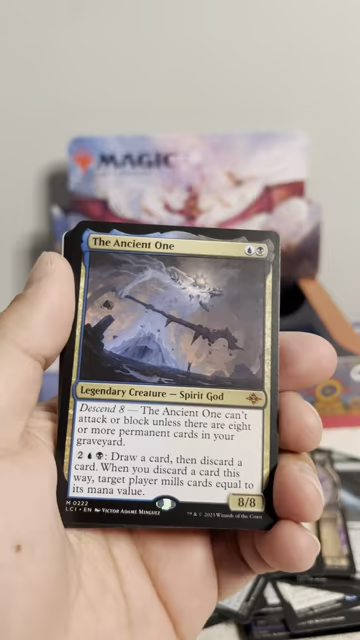 MAGIC
The Ancient One
Legendary Creature — Spirit God
Descend 8 — The Ancient One can't
attack or block unless there are eight
or more permanent cards in your
graveyard.
2 : Draw a card, then discard a
card. When you discard a card this
way, target player mills cards equal to
its mana value.
8/8
M 0222
LCI • EN Victor Adame Minguez
™ & © 2023 Wizards of the Coast